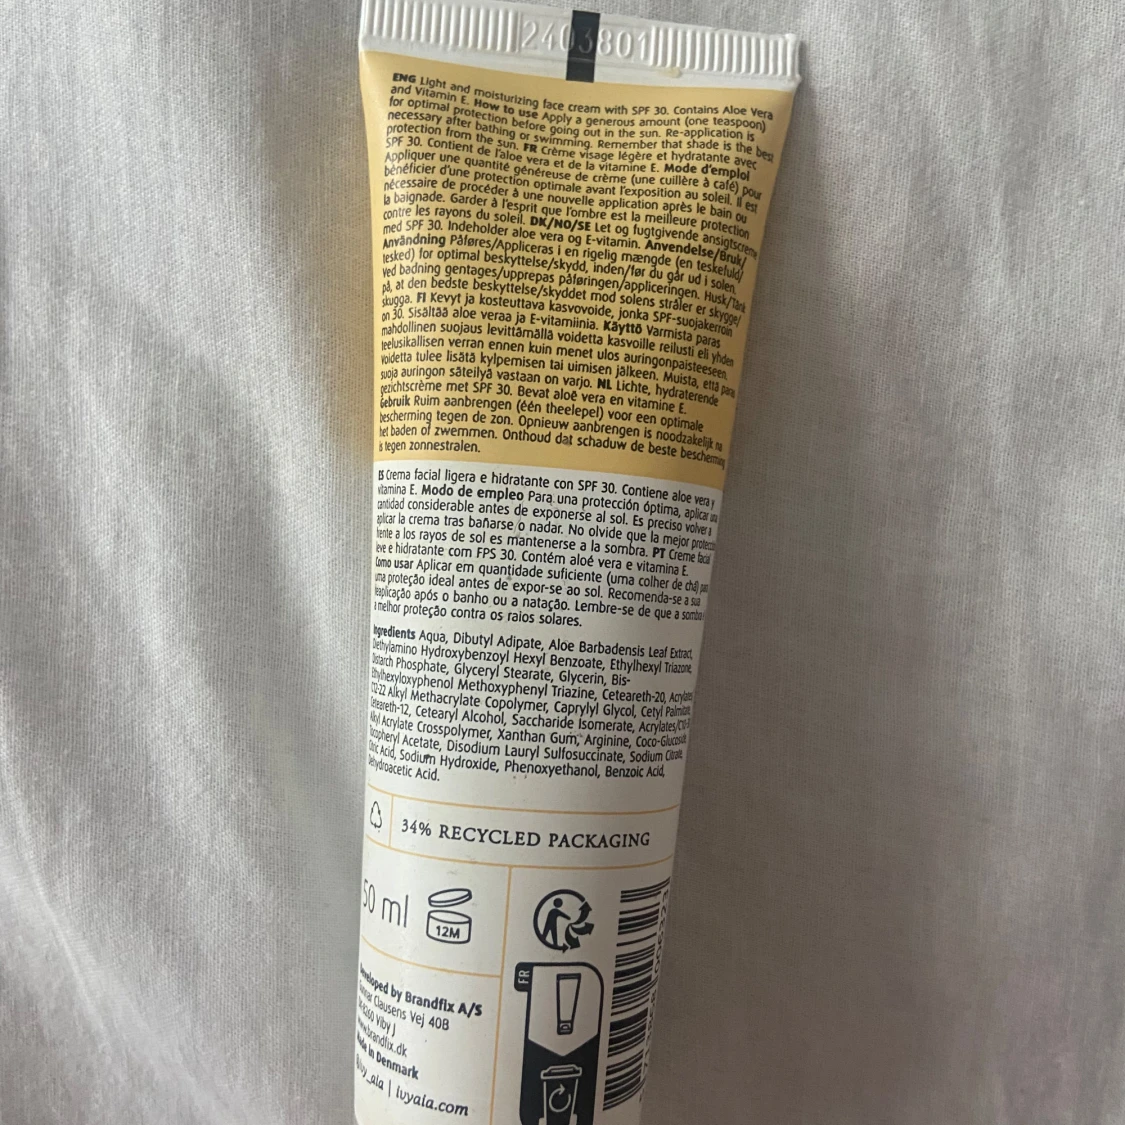 2403801
ENG Light and moisturizing face cream with SPF 30. Contains Aloe Vera
and Vitamin E. How to use Apply a generous amount (one teaspoon)
for optimal protection before going out in the sun. Re-application is
necessary after bathing or swimming. Remember that shade is the best
protection from the sun. FR Crème visage légère et hydratante avec
SPF 30. Contient de l'aloe vera et de la vitamine E. Mode d'emploi
Appliquer une quantité généreuse de crème (une cuillère à café) pour
bénéficier d'une protection optimale avant l'exposition au soleil. Il est
nécessaire de procéder à une nouvelle application après le bain ou
la baignade. Garder à l'esprit que l'ombre est la meilleure protection
contre les rayons du soleil. DK/NO/SE Let og fugtgivende ansigtscreme
med SPF 30. Indeholder aloe vera og E-vitamin. Anvendelse/Bruk/
Användning Påføres/Appliceras i en rigelig mængde (en teskefuld/
tesked) for optimal beskyttelse/skydd, inden/før du går ud i solen.
Ved badning gentages/upprepas påføringen/appliceringen. Husk/Tänk
på, at den bedste beskyttelse/skyddet mod solens stråler er skygge/
skugga. FI Kevyt ja kosteuttava kasvovoide, jonka SPF-suojakerroin
on 30. Sisältää aloe veraa ja E-vitamiinia. Käyttö Varmista paras
mahdollinen suojaus levittämällä voidetta kasvoille reilusti eli yhden
teelusikallisen verran ennen kuin menet ulos auringonpaisteeseen.
Voidetta tulee lisätä kylpemisen tai uimisen jälkeen. Muista, että paras
suoja auringon säteilyä vastaan on varjo. NL Lichte, hydraterende
gezichtscrème met SPF 30. Bevat aloë vera en vitamine E.
Gebruik Ruim aanbrengen (één theelepel) voor een optimale
bescherming tegen de zon. Opnieuw aanbrengen is noodzakelijk na
het baden of zwemmen. Onthoud dat schaduw de beste bescherming
is tegen zonnestralen.
ES Crema facial ligera e hidratante con SPF 30. Contiene aloe vera y
vitamina E. Modo de empleo Para una protección óptima, aplicar una
cantidad considerable antes de exponerse al sol. Es preciso volver a
aplicar la crema tras bañarse o nadar. No olvide que la mejor protección
frente a los rayos de sol es mantenerse a la sombra. PT Creme facial
leve e hidratante com FPS 30. Contém aloé vera e vitamina E.
Como usar Aplicar em quantidade suficiente (uma colher de chá) para
uma proteção ideal antes de expor-se ao sol. Recomenda-se a sua
reaplicação após o banho ou a natação. Lembre-se de que a sombra é
a melhor proteção contra os raios solares.
Ingredients Aqua, Dibutyl Adipate, Aloe Barbadensis Leaf Extract,
Diethylamino Hydroxybenzoyl Hexyl Benzoate, Ethylhexyl Triazone,
Distarch Phosphate, Glyceryl Stearate, Glycerin, Bis-
Ethylhexyloxyphenol Methoxyphenyl Triazine, Ceteareth-20, Acrylates/
C12-22 Alkyl Methacrylate Copolymer, Caprylyl Glycol, Cetyl Palmitate,
Ceteareth-12, Cetearyl Alcohol, Saccharide Isomerate, Acrylates/C10-30
Alkyl Acrylate Crosspolymer, Xanthan Gum, Arginine, Coco-Glucoside,
Tocopheryl Acetate, Disodium Lauryl Sulfosuccinate, Sodium Citrate,
Citric Acid, Sodium Hydroxide, Phenoxyethanol, Benzoic Acid,
Dehydroacetic Acid.
34% RECYCLED PACKAGING
50 ml
12M
FR
Developed by Brandfix A/S
Gunnar Clausens Vej 40B
8260 Viby J
www.brandfix.dk
Made in Denmark
luyala.com